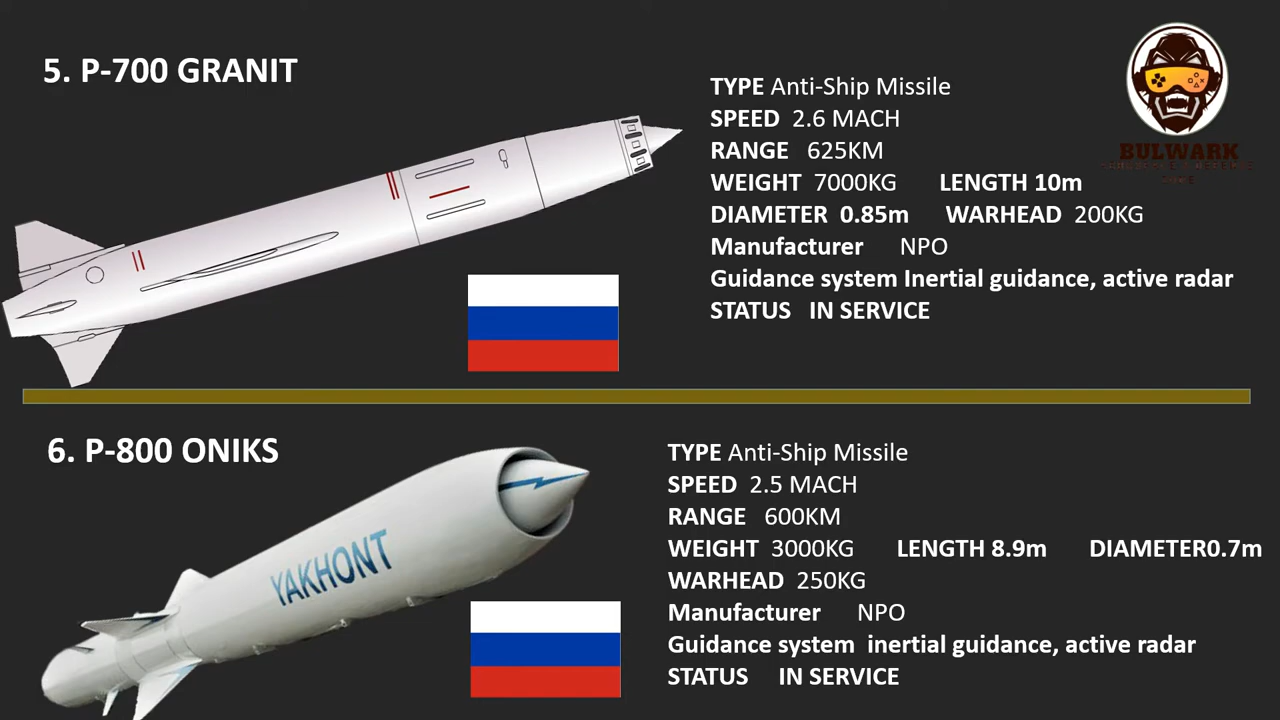 5. P-700 GRANIT
TYPE Anti-Ship Missile
SPEED 2.6 MACH
RANGE 625KM
WEIGHT 7000KG LENGTH 10m
DIAMETER 0.85m WARHEAD 200KG
Manufacturer NPO
Guidance system Inertial guidance, active radar
STATUS IN SERVICE
BULWARK
6. P-800 ONIKS
YAKHONT
TYPE Anti-Ship Missile
SPEED 2.5 MACH
RANGE 600KM
WEIGHT 3000KG LENGTH 8.9m DIAMETER0.7m
WARHEAD 250KG
Manufacturer NPO
Guidance system inertial guidance, active radar
STATUS IN SERVICE